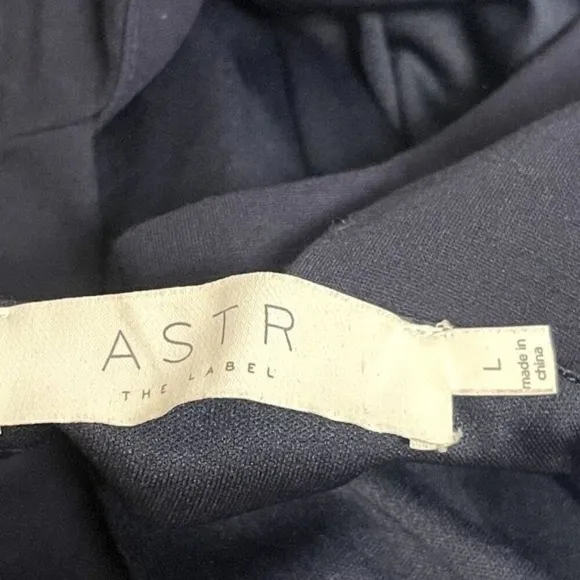 ASTR
THE LABEL
L
made in
china